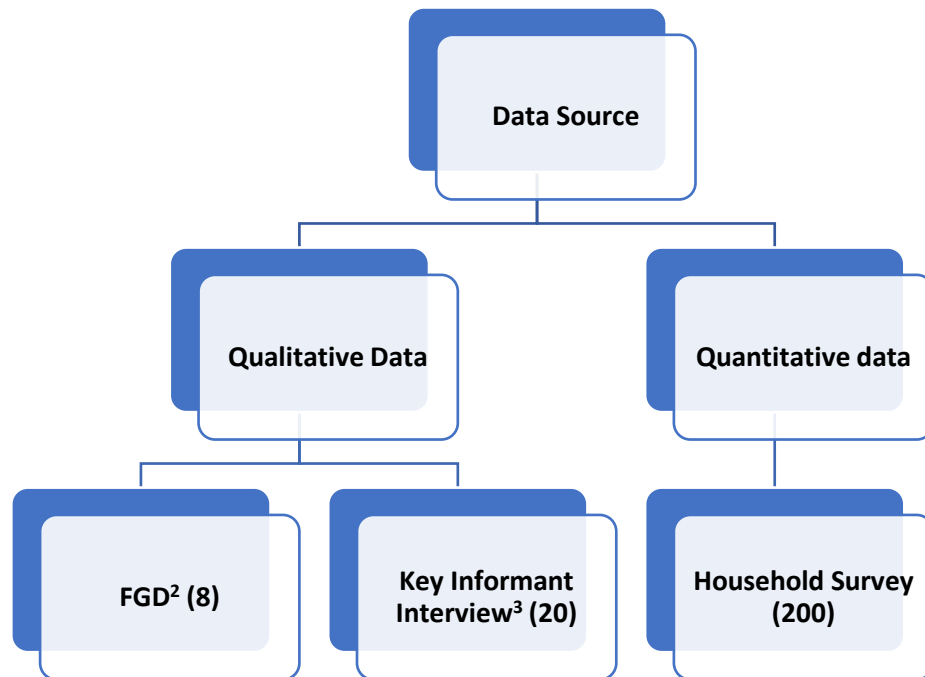 Data Source
Qualitative Data
Quantitative data
FGD² (8)
Key Informant
Interview³ (20)
Household Survey
(200)